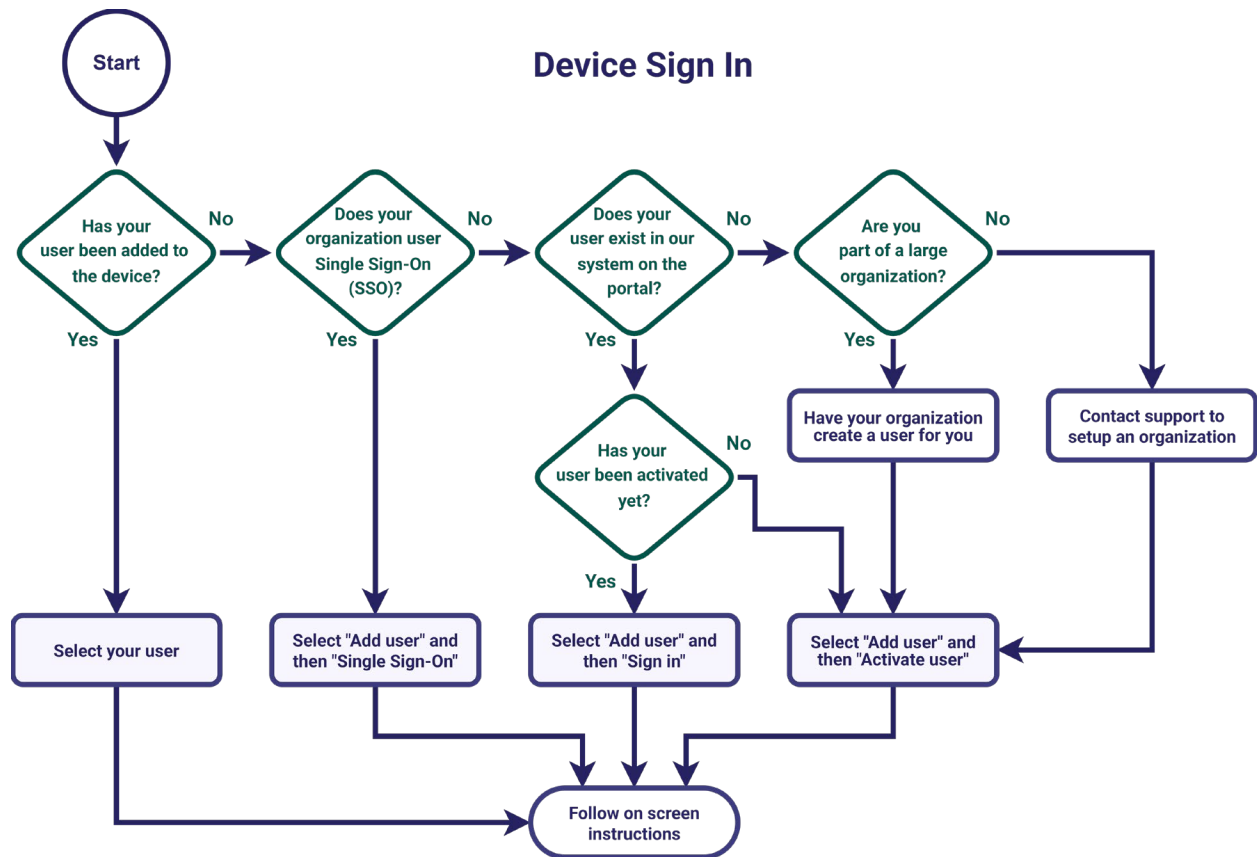 Start
Device Sign In
Has your
user been added to
the device?
No
Yes
Does your
organization user
Single Sign-On
(SSO)?
No
Yes
Does your
user exist in our
system on the
portal?
No
Yes
Are you
part of a large
organization?
No
Yes
Has your
user been activated
yet?
No
Yes
Have your organization
create a user for you
Contact support to
setup an organization
Select your user
Select "Add user" and
then "Single Sign-On"
Select "Add user" and
then "Sign in"
Select "Add user" and
then "Activate user"
Follow on screen
instructions